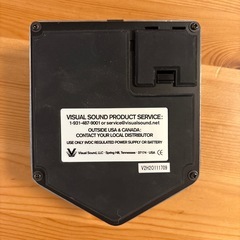 VISUAL SOUND PRODUCT SERVICE:
1-931-487-9001 or service@visualsound.net
OUTSIDE USA & CANADA:
CONTACT YOUR LOCAL DISTRIBUTOR
USE ONLY 9VDC REGULATED POWER SUPPLY OR BATTERY
Visual Sound, LLC · Spring Hill, Tennessee · 37174 · USA
V2H20111709